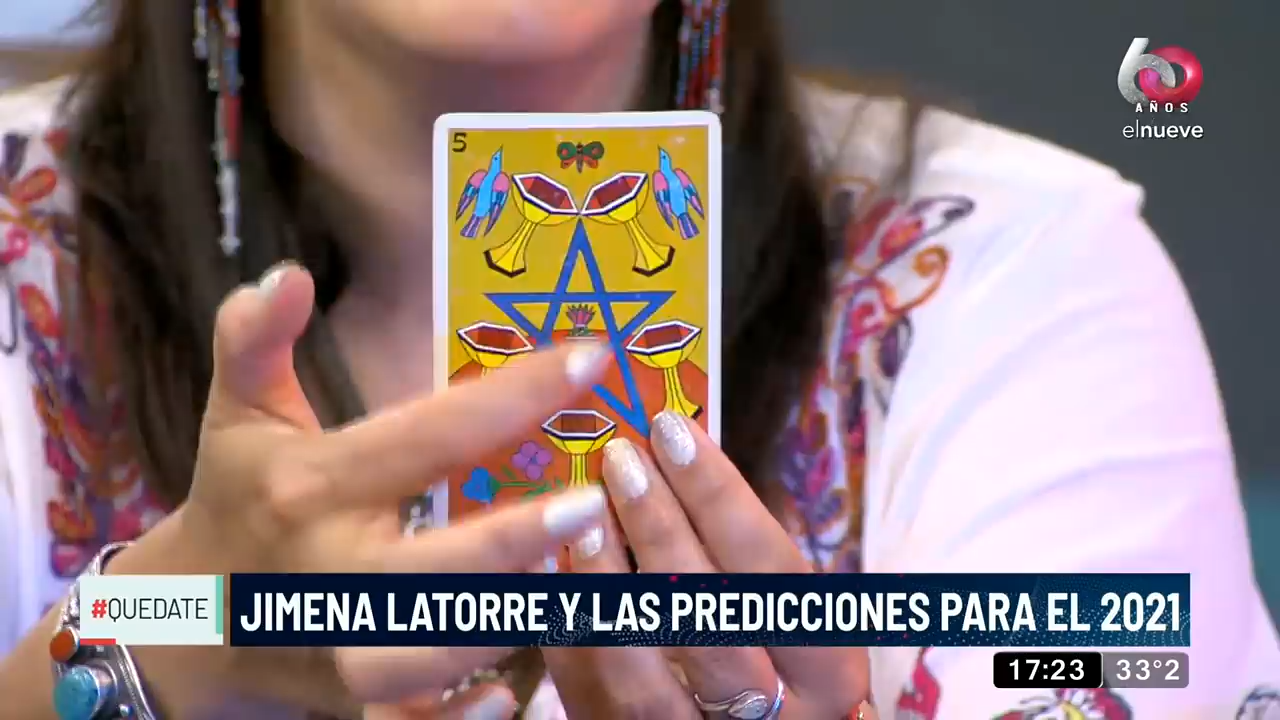 5
60
AÑOS
elnueve
#QUEDATE
JIMENA LATORRE Y LAS PREDICCIONES PARA EL 2021
17:23 33°2